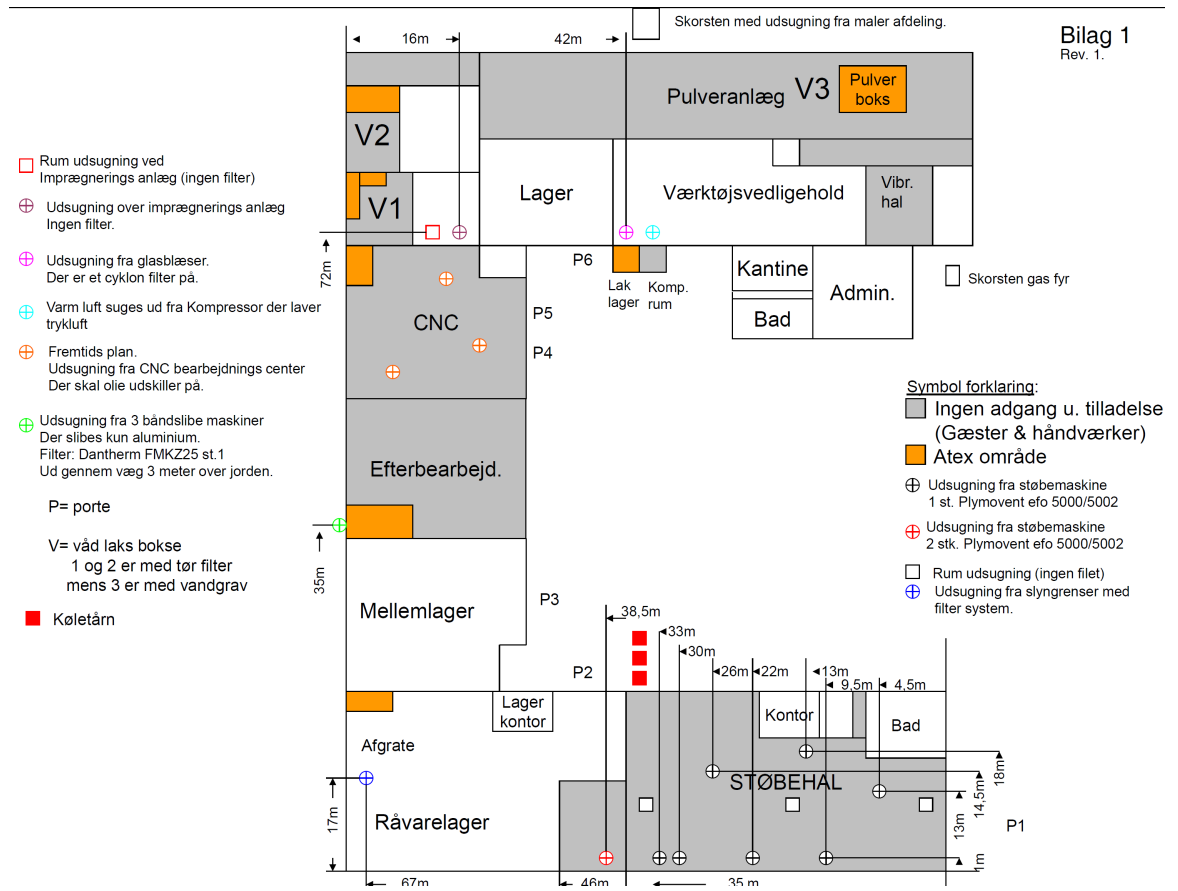 Skorsten med udsugning fra maler afdeling.
Bilag 1
Rev. 1.
16m
42m
Pulveranlæg V3
Pulver
boks
V2
V1
Lager
Værktøjsvedligehold
Vibr.
hal
72m
Rum udsugning ved
Imprægnerings anlæg (ingen filter)
Udsugning over imprægnerings anlæg
Ingen filter.
Udsugning fra glasblæser.
Der er et cyklon filter på.
Varm luft suges ud fra Kompressor der laver
trykluft
Fremtids plan.
Udsugning fra CNC bearbejdnings center
Der skal olie udskiller på.
Udsugning fra 3 båndslibe maskiner
Der slibes kun aluminium.
Filter: Dantherm FMKZ25 st.1
Ud gennem væg 3 meter over jorden.
P= porte
V= våd laks bokse
1 og 2 er med tør filter
mens 3 er med vandgrav
Køletårn
P6
Lak
lager
Komp.
rum
Kantine
Bad
Admin.
Skorsten gas fyr
CNC
P5
P4
Efterbearbejd.
35m
Mellemlager
P3
P2
Symbol forklaring:
Ingen adgang u. tilladelse
(Gæster & håndværker)
Atex område
Udsugning fra støbemaskine
1 st. Plymovent efo 5000/5002
Udsugning fra støbemaskine
2 stk. Plymovent efo 5000/5002
Rum udsugning (ingen filet)
Udsugning fra slyngrenser med
filter system.
38,5m
33m
30m
26m
22m
13m
9,5m
4,5m
Lager
kontor
Kontor
Bad
Afgrate
STØBEHAL
Råvarelager
17m
18m
14,5m
13m
1m
P1
67m
46m
35 m